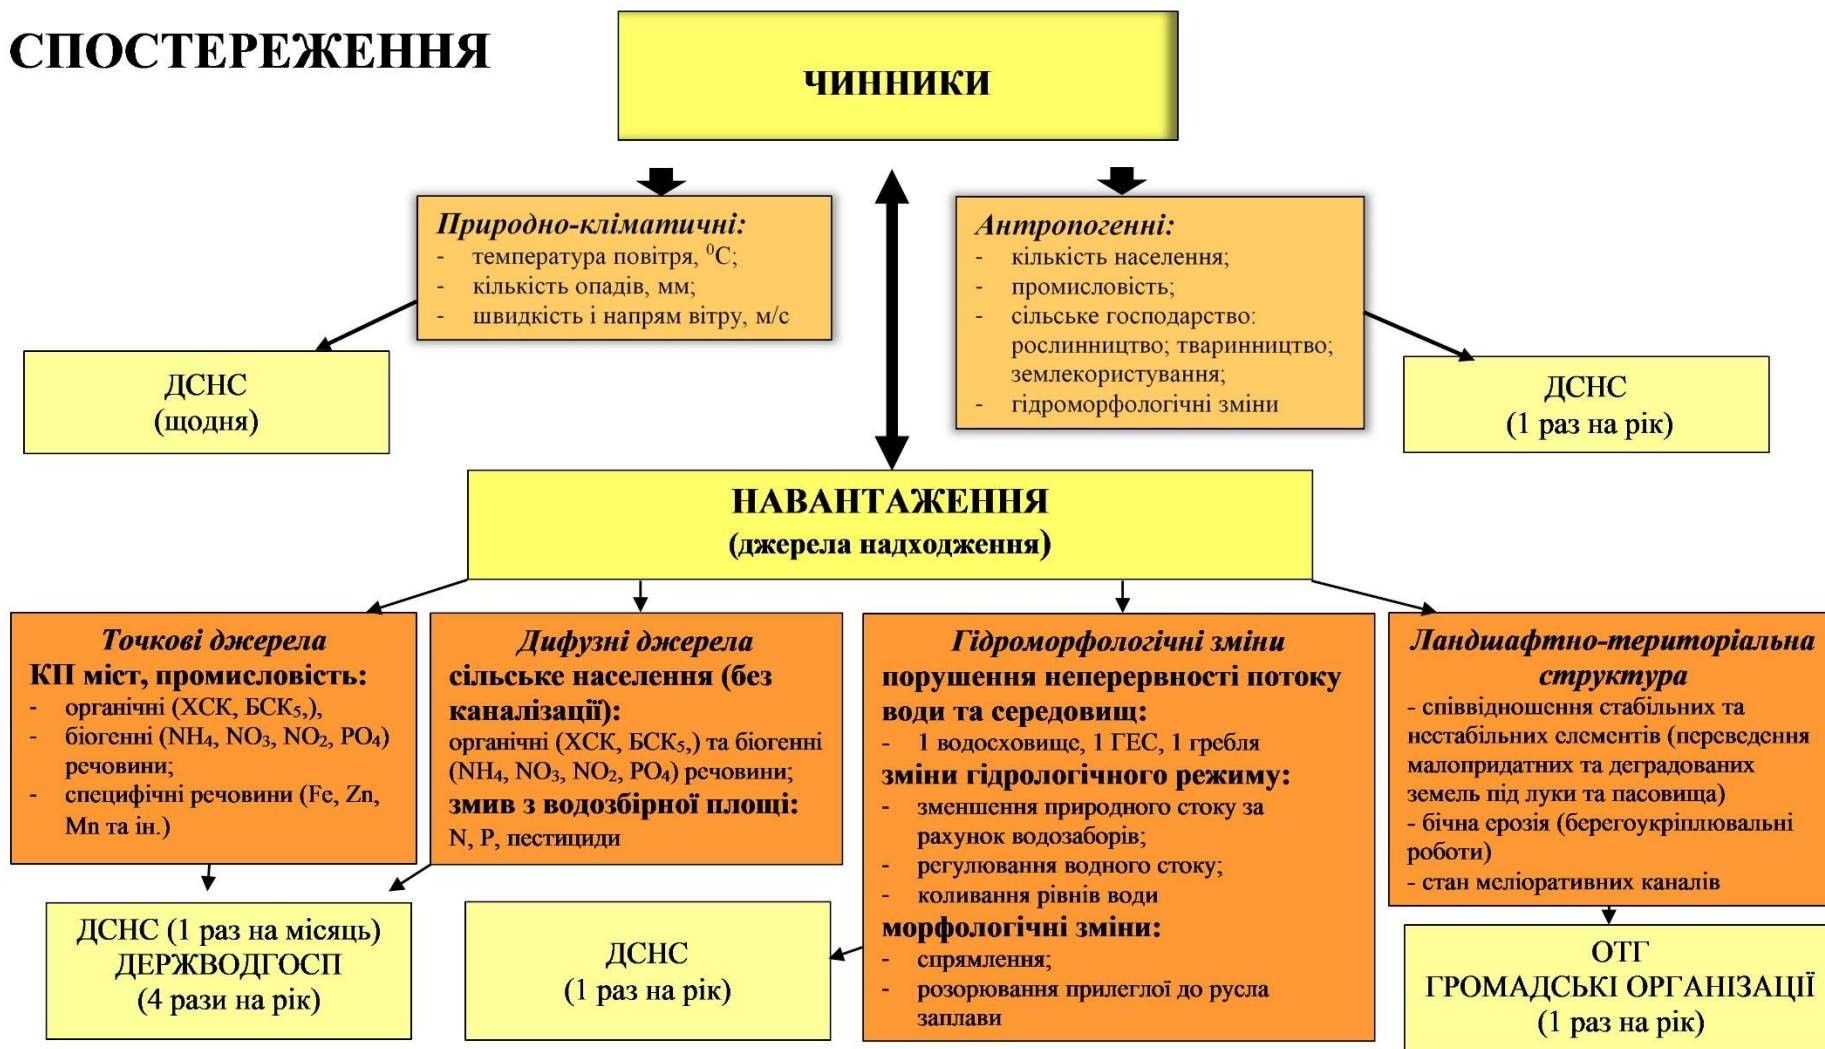 СПОСТЕРЕЖЕННЯ
ЧИННИКИ
Природно-кліматичні:
- температура повітря, ⁰С;
- кількість опадів, мм;
- швидкість і напрям вітру, м/с
Антропогенні:
- кількість населення;
- промисловість;
- сільське господарство:
рослинництво; тваринництво;
землекористування;
- гідроморфологічні зміни
ДСНС
(щодня)
ДСНС
(1 раз на рік)
НАВАНТАЖЕННЯ
(джерела надходження)
Точкові джерела
КП міст, промисловість:
- органічні (ХСК, БСК₅,),
- біогенні (NH₄, NO₃, NO₂, PO₄)
речовини;
- специфічні речовини (Fe, Zn,
Mn та ін.)
Дифузні джерела
сільське населення (без
каналізації):
органічні (ХСК, БСК₅,) та біогенні
(NH₄, NO₃, NO₂, PO₄) речовини;
змив з водозбірної площі:
N, P, пестициди
Гідроморфологічні зміни
порушення неперервності потоку
води та середовищ:
- 1 водосховище, 1 ГЕС, 1 гребля
зміни гідрологічного режиму:
- зменшення природного стоку за
рахунок водозаборів;
- регулювання водного стоку;
- коливання рівнів води
морфологічні зміни:
- спрямлення;
- розорювання прилеглої до русла
заплави
Ландшафтно-територіальна
структура
- співвідношення стабільних та
нестабільних елементів (переведення
малопридатних та деградованих
земель під луки та пасовища)
- бічна ерозія (берегоукріплювальні
роботи)
- стан меліоративних каналів
ДСНС (1 раз на місяць)
ДЕРЖВОДГОСП
(4 рази на рік)
ДСНС
(1 раз на рік)
ОТГ
ГРОМАДСЬКІ ОРГАНІЗАЦІЇ
(1 раз на рік)